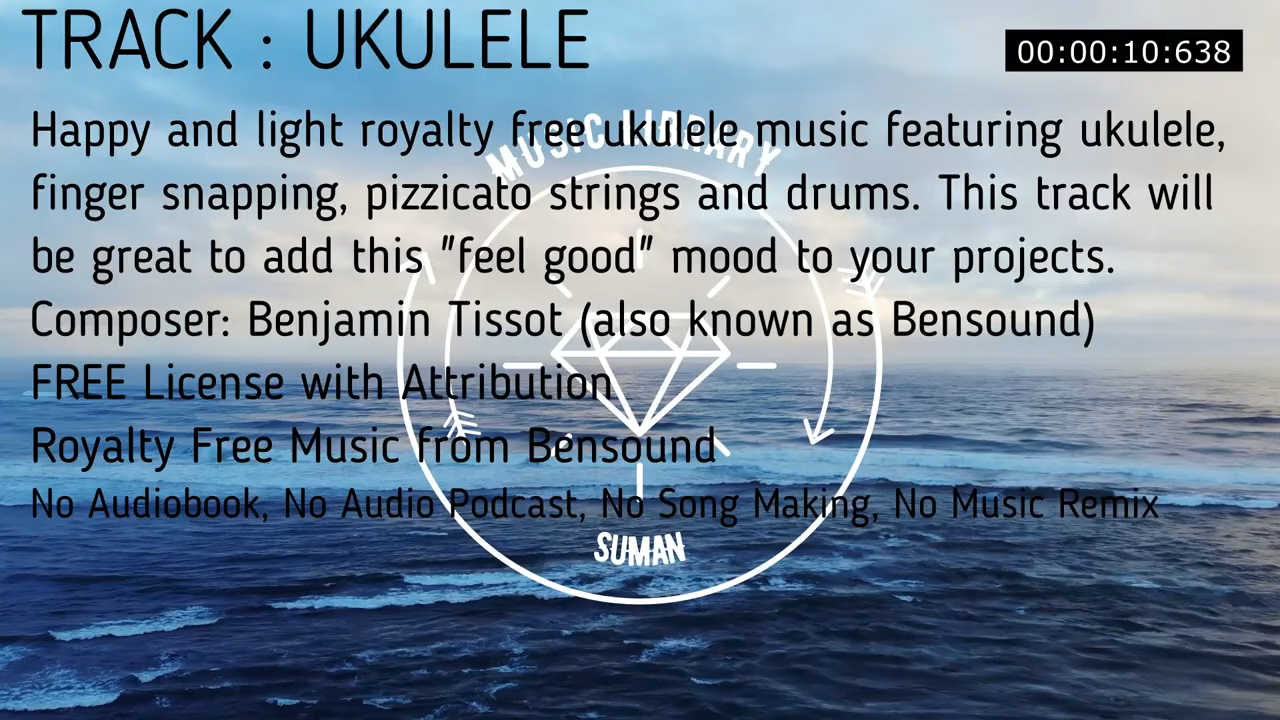 TRACK : UKULELE
00:00:10:638
Happy and light royalty free ukulele music featuring ukulele,
finger snapping, pizzicato strings and drums. This track will
be great to add this "feel good" mood to your projects.
Composer: Benjamin Tissot (also known as Bensound)
FREE License with Attribution
Royalty Free Music from Bensound
No Audiobook, No Audio Podcast, No Song Making, No Music Remix
MUSIC LIBRARY
SUMAN